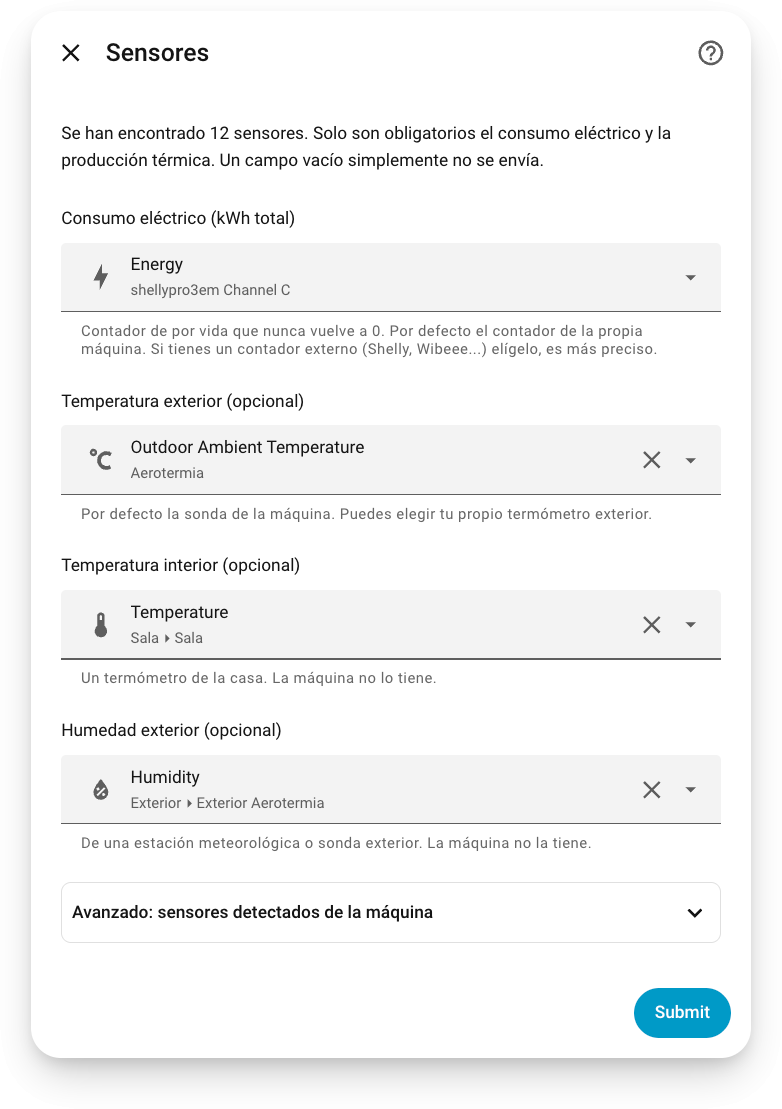 Sensores
Se han encontrado 12 sensores. Solo son obligatorios el consumo eléctrico y la
producción térmica. Un campo vacío simplemente no se envía.
Consumo eléctrico (kWh total)
Energy
shellypro3em Channel C
Contador de por vida que nunca vuelve a 0. Por defecto el contador de la propia
máquina. Si tienes un contador externo (Shelly, Wibeee...) elígelo, es más preciso.
Temperatura exterior (opcional)
°C
Outdoor Ambient Temperature
Aerotermia
Por defecto la sonda de la máquina. Puedes elegir tu propio termómetro exterior.
Temperatura interior (opcional)
Temperature
Sala ▸ Sala
Un termómetro de la casa. La máquina no lo tiene.
Humedad exterior (opcional)
Humidity
Exterior ▸ Exterior Aerotermia
De una estación meteorológica o sonda exterior. La máquina no la tiene.
Avanzado: sensores detectados de la máquina
Submit